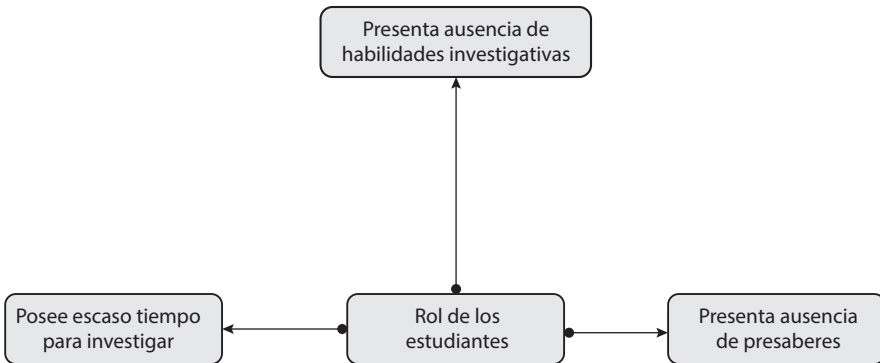 Presenta ausencia de
habilidades investigativas
Posee escaso tiempo
para investigar
Rol de los
estudiantes
Presenta ausencia
de presaberes